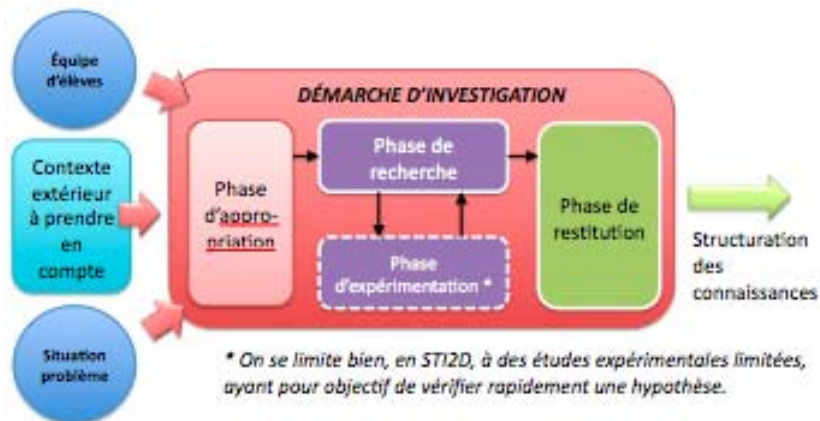 Équipe
d'élèves
DÉMARCHE D'INVESTIGATION
Contexte
extérieur
à prendre
en
compte
Phase
d'appro-
priation
Phase de
recherche
Phase
d'expérimentation *
Phase de
restitution
Structuration
des
connaissances
Situation
problème
* On se limite bien, en STI2D, à des études expérimentales limitées,
ayant pour objectif de vérifier rapidement une hypothèse.